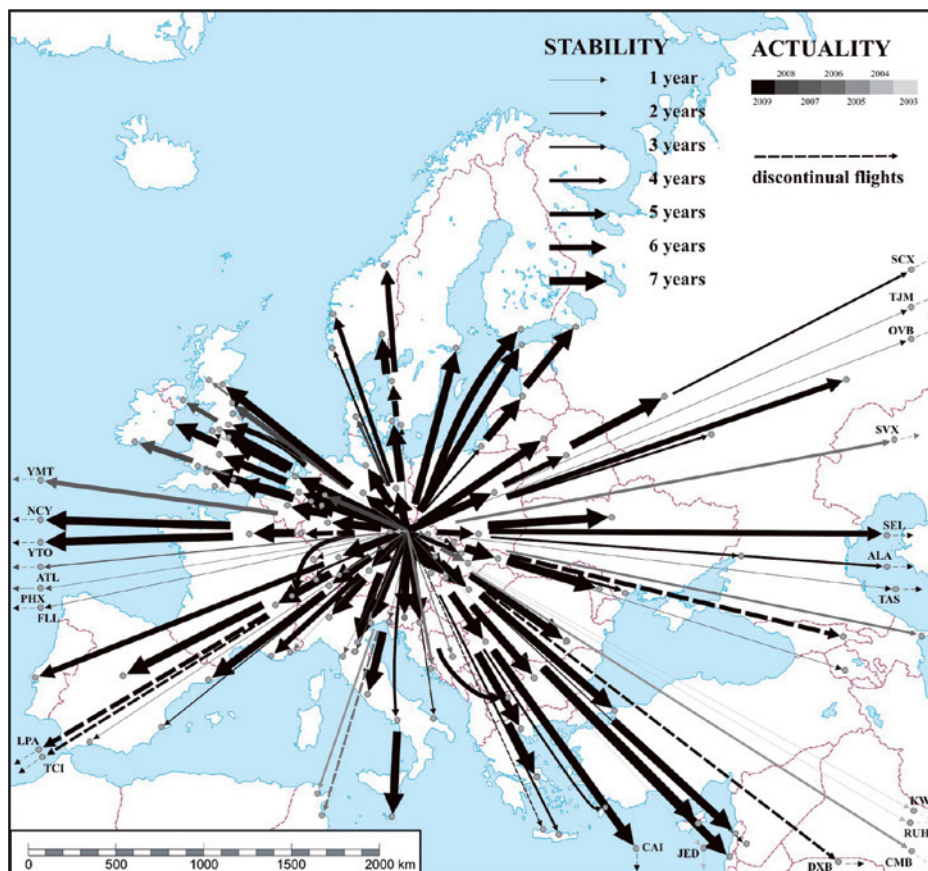 STABILITY
1 year
2 years
3 years
4 years
5 years
6 years
7 years
ACTUALITY
2008 2006 2004
2009 2007 2005 2003
discontinual flights
SCX
TJM
OVB
SVX
YMT
NCY
YTO
ATL
PHX
FLL
SEL
ALA
TAS
LPA
TCI
KW
RUH
CMB
DXB
JED
CAI
0 500 1000 1500 2000 km